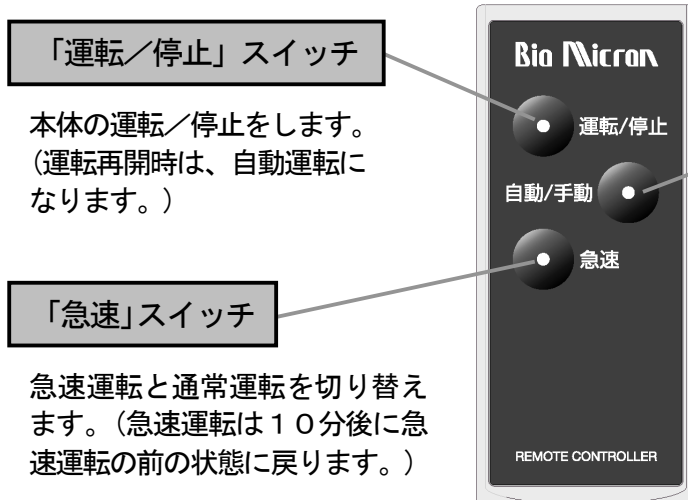 「運転／停止」スイッチ
本体の運転／停止をします。
（運転再開時は、自動運転に
なります。）
「急速」スイッチ
急速運転と通常運転を切り替え
ます。（急速運転は１０分後に急
速運転の前の状態に戻ります。）
Bio Micron
運転/停止
自動/手動
急速
REMOTE CONTROLLER